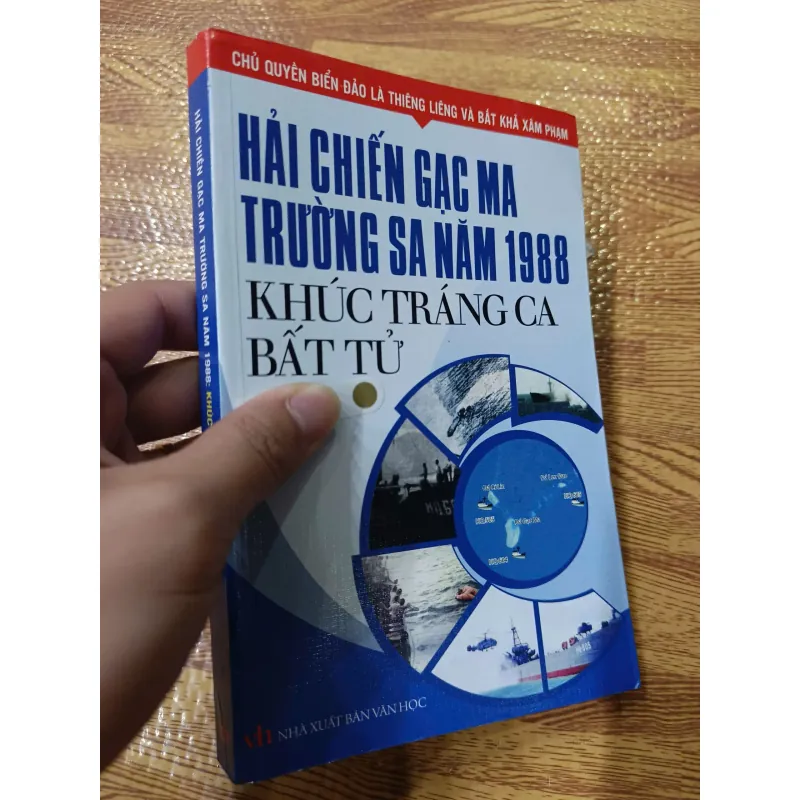 CHỦ QUYỀN BIỂN ĐẢO LÀ THIÊNG LIÊNG VÀ BẤT KHẢ XÂM PHẠM
HẢI CHIẾN GẠC MA
TRƯỜNG SA NĂM 1988
KHÚC TRÁNG CA
BẤT TỬ
NHÀ XUẤT BẢN VĂN HỌC
HẢI CHIẾN GẠC MA TRƯỜNG SA NĂM 1988: KHÚC